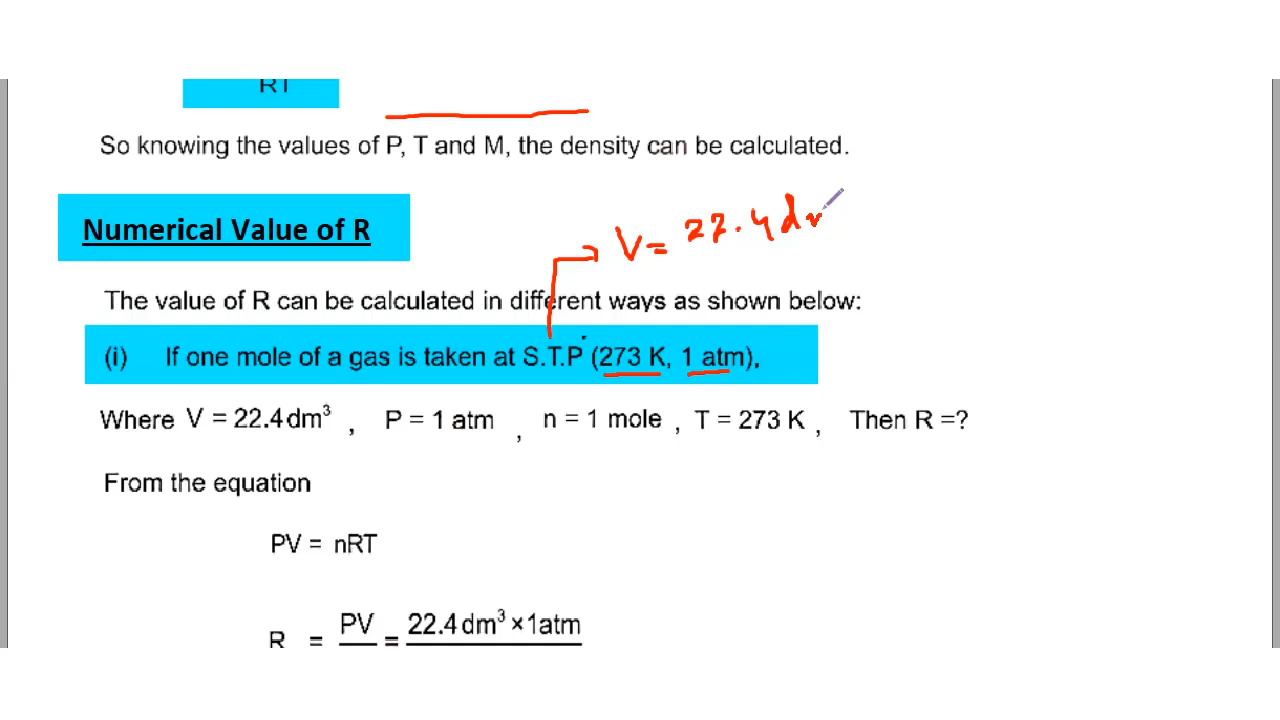 RT
So knowing the values of P, T and M, the density can be calculated.
Numerical Value of R
V = 22.4 d
The value of R can be calculated in different ways as shown below:
(i) If one mole of a gas is taken at S.T.P (273 K, 1 atm),
Where V = 22.4 dm³ , P = 1 atm , n = 1 mole , T = 273 K , Then R =?
From the equation
PV = nRT
R = PV = 22.4 dm³ ×1atm